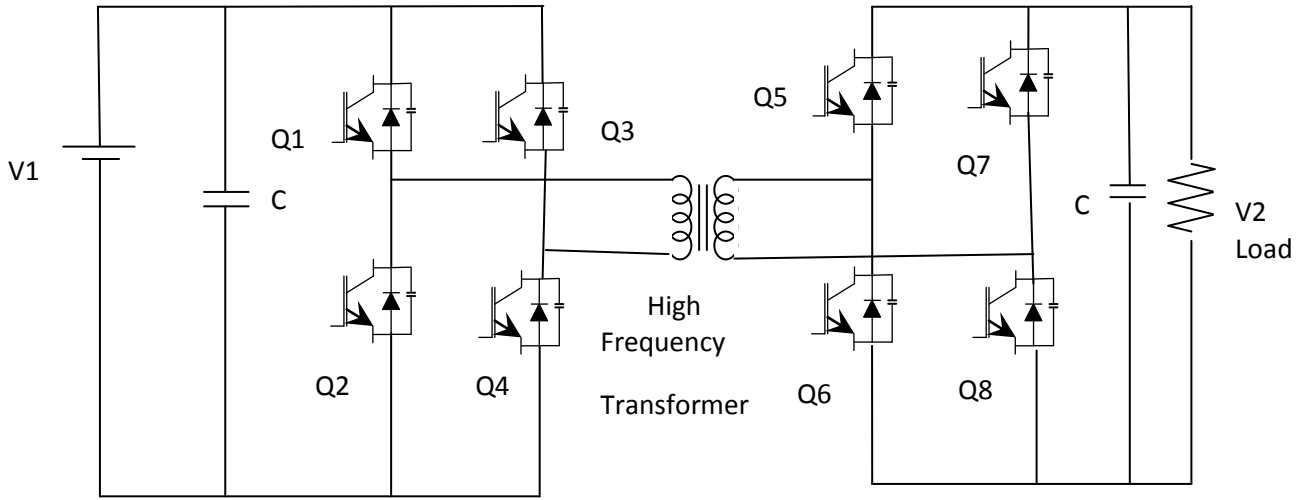 Q5
Q1
Q3
Q7
V1
C
C
V2
Load
High
Frequency
Transformer
Q2
Q4
Q6
Q8